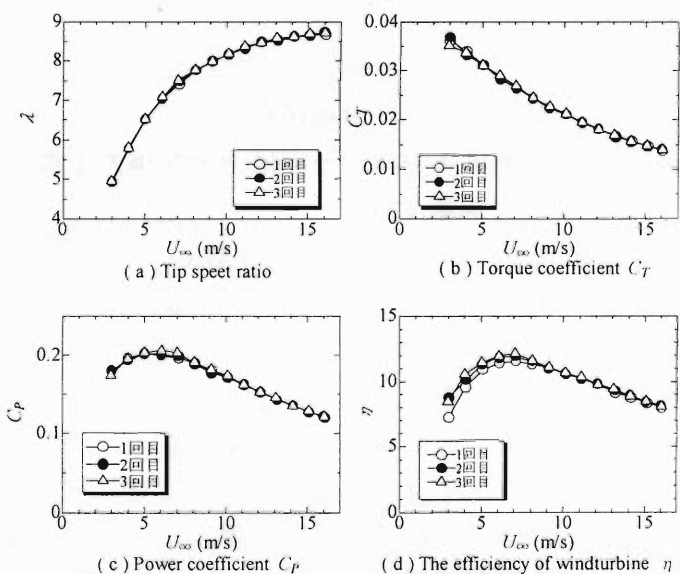 9
8
7
6
5
4
λ
0 5 10 15
U∞ (m/s)
1回目
2回目
3回目
( a ) Tip speet ratio
0.04
0.03
0.02
0.01
0
C_T
0 5 10 15
U∞ (m/s)
1回目
2回目
3回目
( b ) Torque coefficient C_T
0.2
0.1
0
C_P
0 5 10 15
U∞ (m/s)
1回目
2回目
3回目
( c ) Power coefficient C_P
15
10
5
0
η
0 5 10 15
U∞ (m/s)
1回目
2回目
3回目
( d ) The efficiency of windturbine η